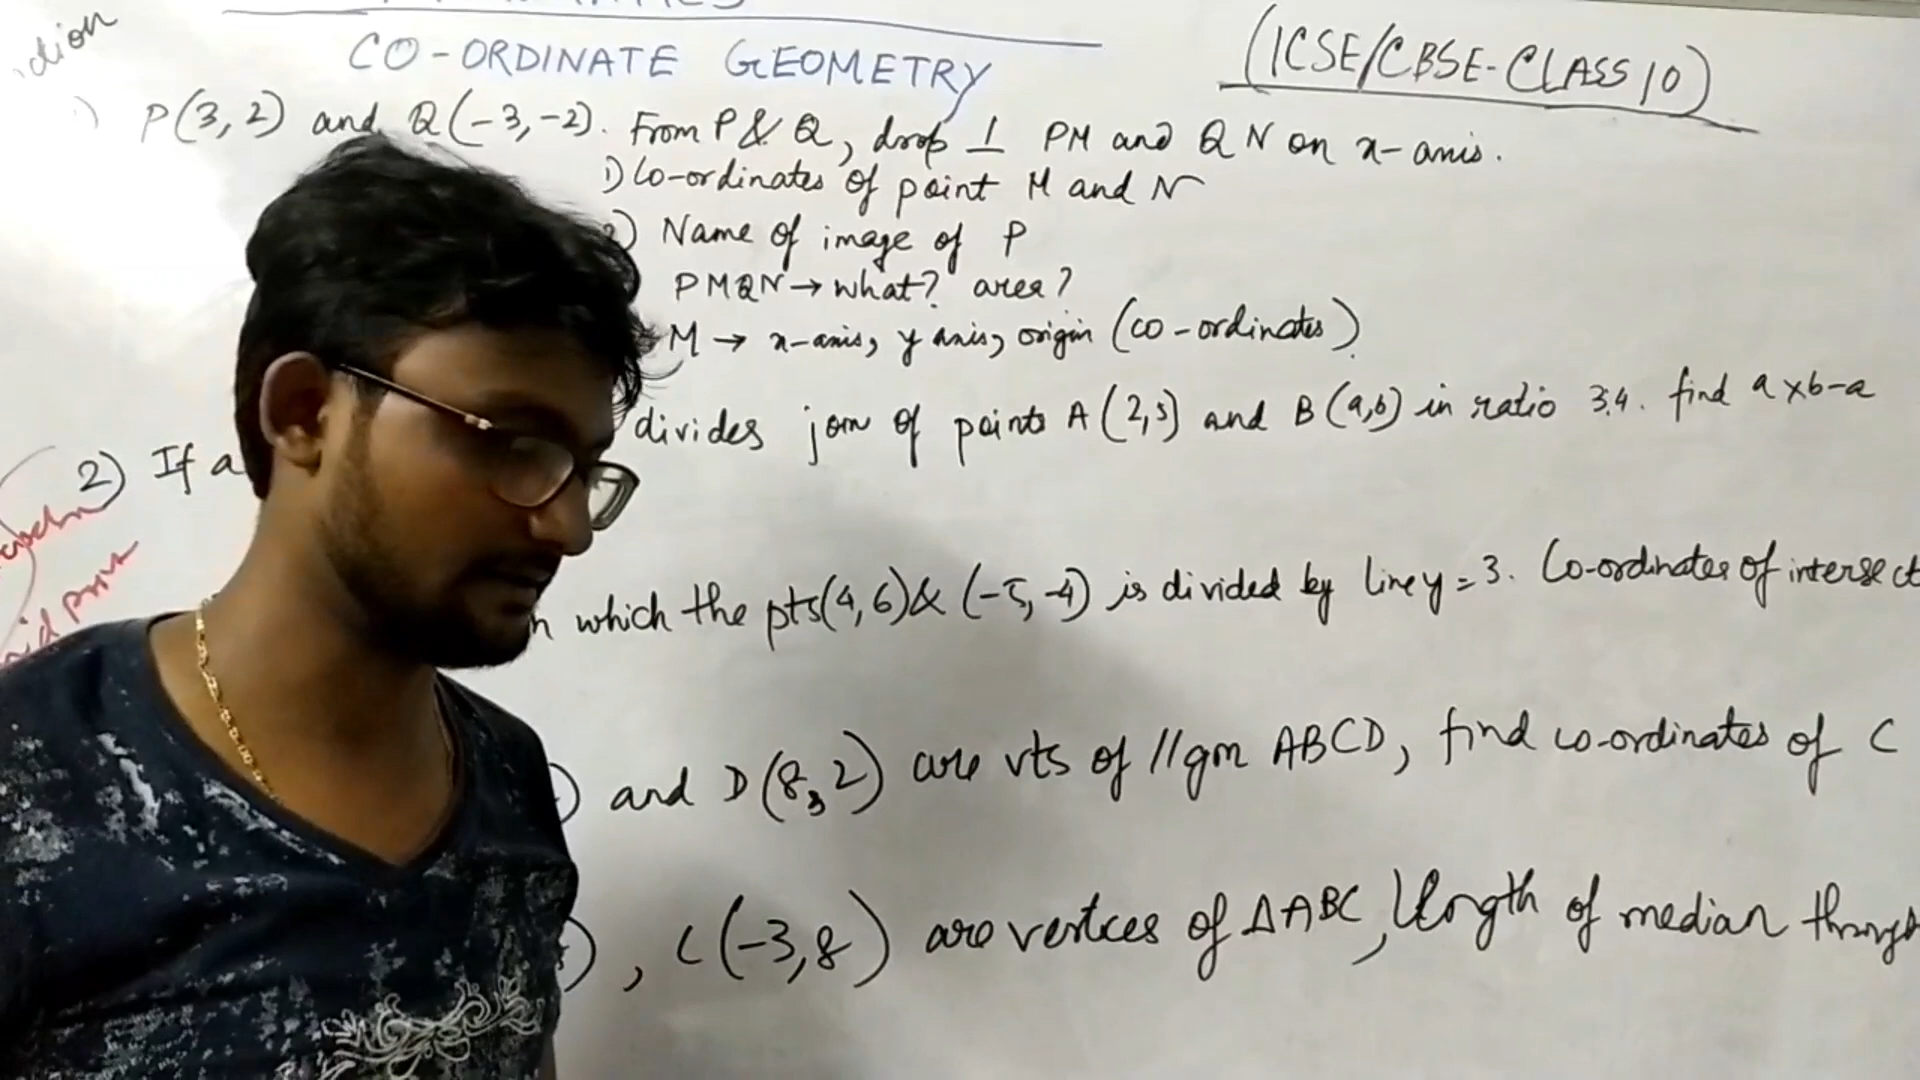 CO-ORDINATE GEOMETRY
(ICSE/CBSE-CLASS 10)
1) P(3, 2) and Q(-3,-2). From P & Q, drop ⊥ PM and QN on x-axis.
1) Co-ordinates of point M and N
2) Name of image of P
PMQN → what? area?
M → x-axis, y axis, origin (co-ordinates)
2) If a divides join of points A (2,5) and B (a,b) in ratio 3:4. find a x b-a
which the pts (4, 6) & (-5, -4) is divided by line y = 3. Co-ordinates of intersect
) and D (8, 2) are vts of //gm ABCD, find co-ordinates of C
), C (-3, 8) are vertices of ΔABC, length of median through